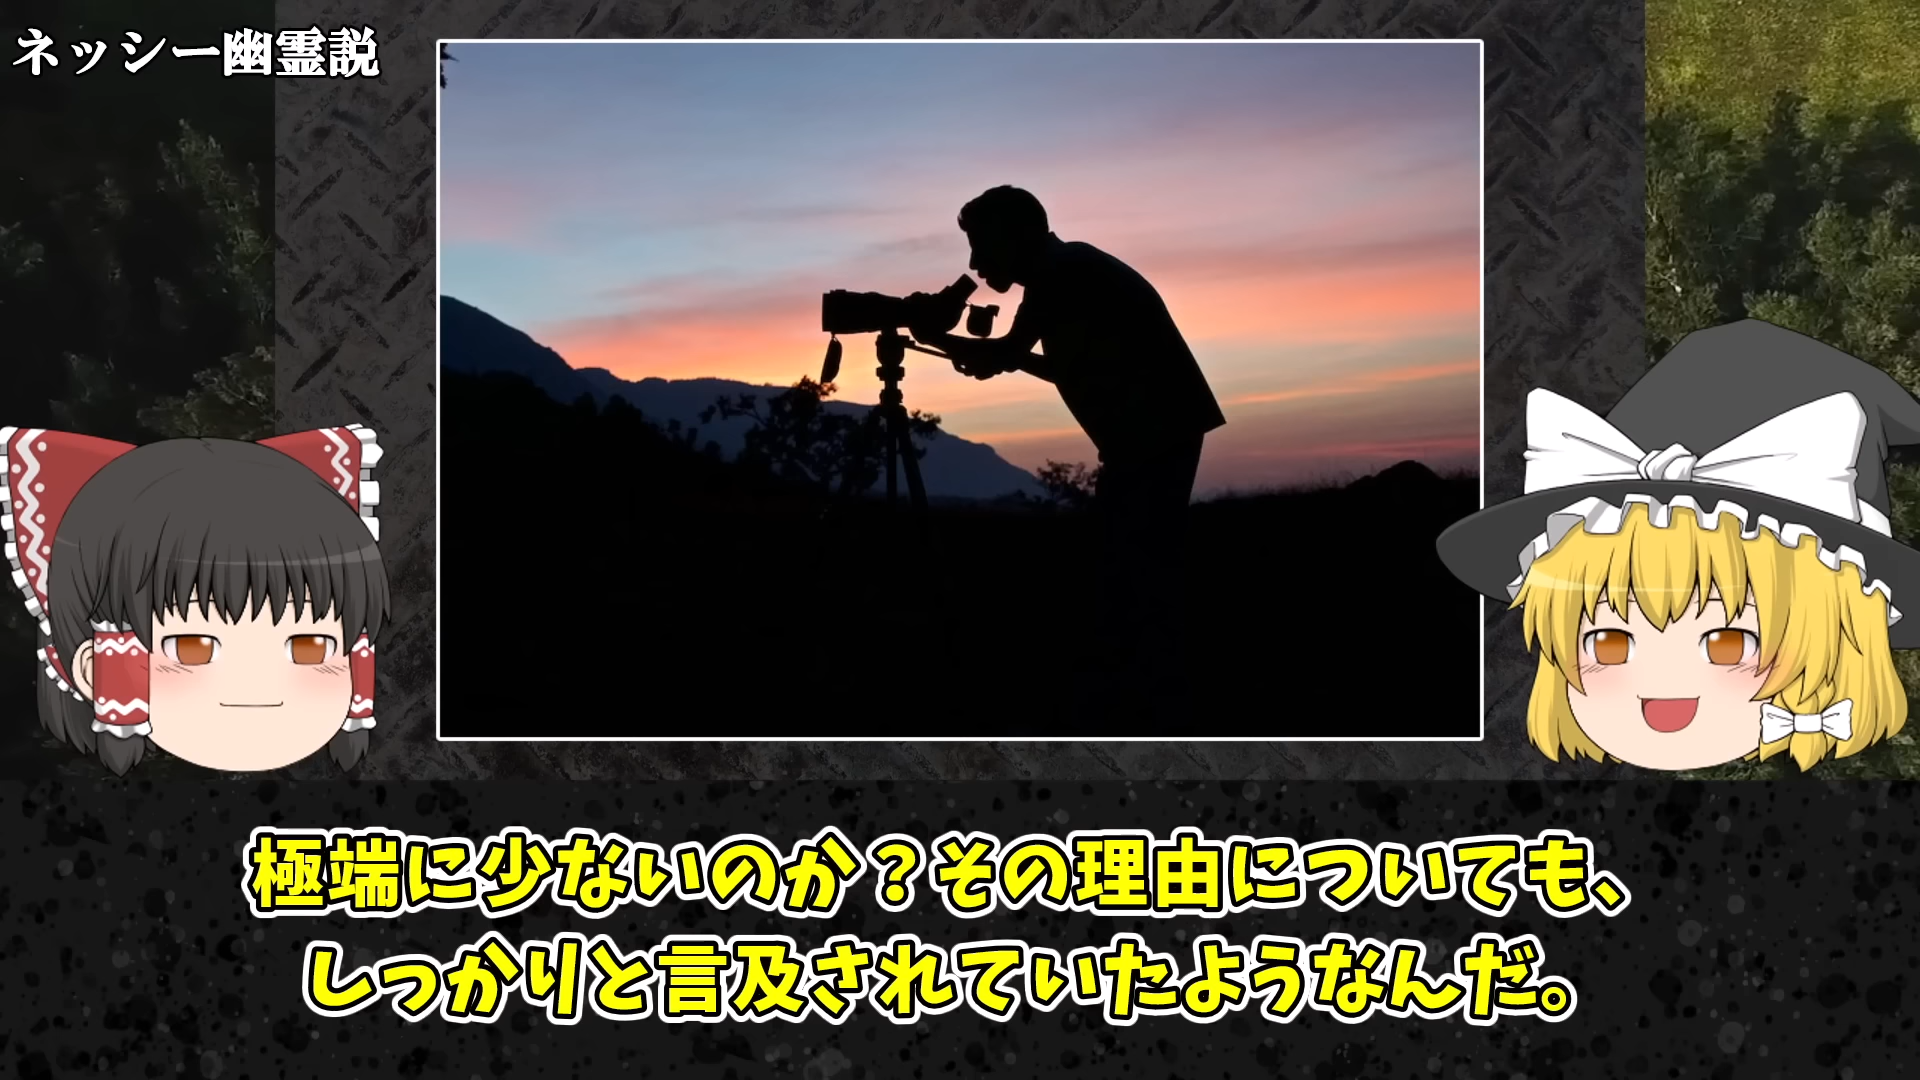 ネッシー幽霊説
極端に少ないのか？その理由についても、
しっかりと言及されていたようなんだ。